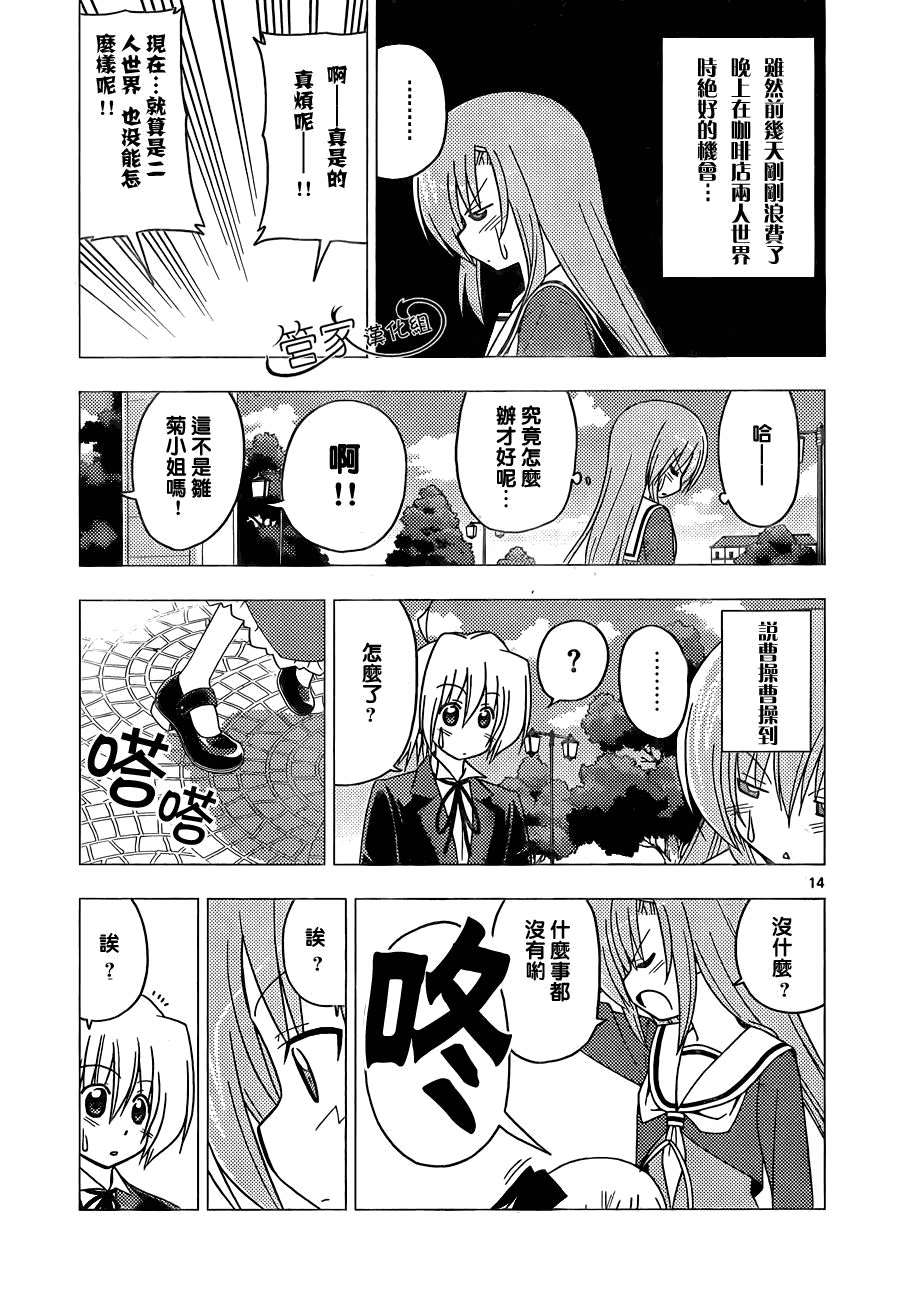 雖然前幾天剛剛浪費了
晚上在咖啡店兩人世界
時絕好的機會…
………
啊——真是的
真煩呢——!!
現在…就算是二
人世界 也没能怎
麼樣呢!!
管家漢化組
哈——
究竟怎麼
辦才好呢…
啊!!
這不是雛
菊小姐嗎!
說曹操曹操到
………
?
怎麼了?
嗒
嗒
14
沒什麼?
什麼事都
沒有喲
咚
誒?
誒?